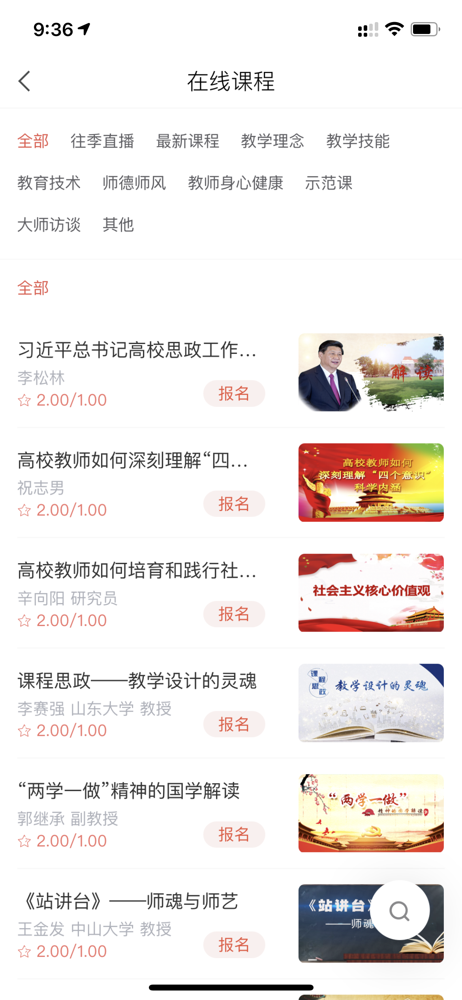 9:36
在线课程
全部 往季直播 最新课程 教学理念 教学技能
教育技术 师德师风 教师身心健康 示范课
大师访谈 其他
全部
习近平总书记高校思政工作...
李松林
2.00/1.00
报名
解 读
高校教师如何深刻理解“四...
祝志男
2.00/1.00
报名
高校教师如何
深刻理解“四个意识”
科学内涵
高校教师如何培育和践行社...
辛向阳 研究员
2.00/1.00
报名
社会主义核心价值观
课程思政——教学设计的灵魂
李赛强 山东大学 教授
2.00/1.00
报名
课程
思政
教学设计的灵魂
“两学一做”精神的国学解读
郭继承 副教授
2.00/1.00
报名
“两学一做”
精神的国学解读
《站讲台》——师魂与师艺
王金发 中山大学 教授
2.00/1.00
报名
《站讲台》
——师魂